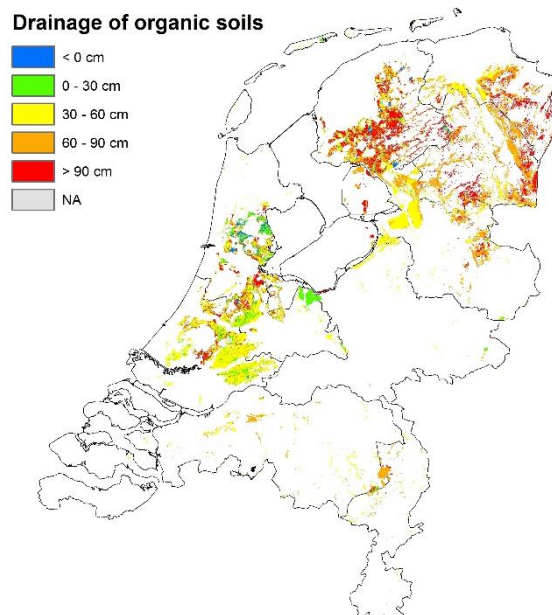 Drainage of organic soils
< 0 cm
0 - 30 cm
30 - 60 cm
60 - 90 cm
> 90 cm
NA